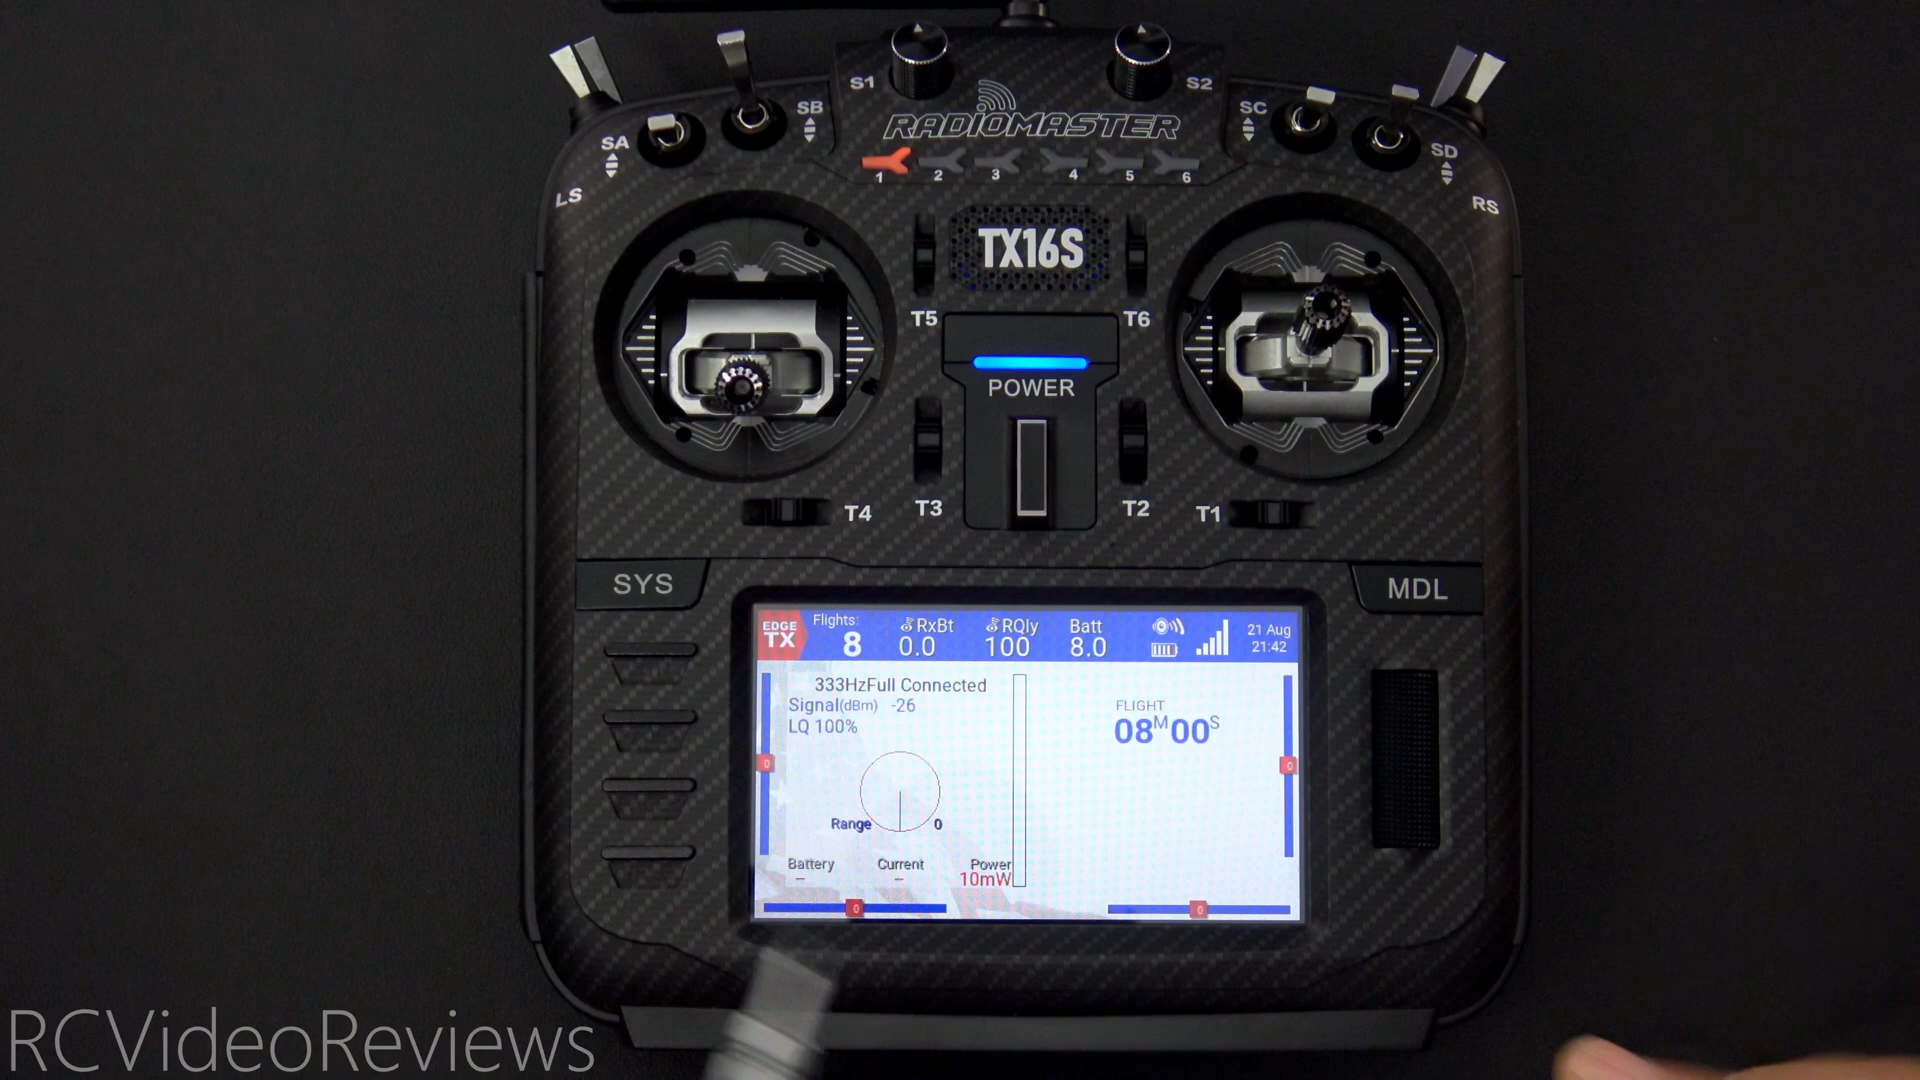 S1
S2
SB
SC
RADIOMASTER
SA
SD
1 2 3 4 5 6
LS
RS
TX16S
T5
T6
POWER
T4
T3
T2
T1
SYS
MDL
EDGE
TX
Flights:
8
RxBt
0.0
RQly
100
Batt
8.0
21 Aug
21:42
333HzFull Connected
Signal(dBm) -26
LQ 100%
FLIGHT
08M00S
0
0
Range 0
Battery Current Power
- - 10mW
0
0
RCVideoReviews